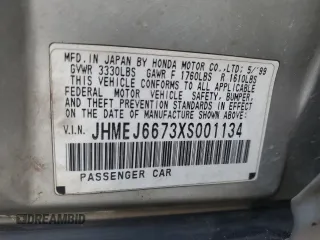 MFD. IN JAPAN BY HONDA MOTOR CO., LTD: 5/'99
GVWR 3330LBS GAWR F 1760LBS R 1610LBS
THIS VEHICLE CONFORMS TO ALL APPLICABLE
FEDERAL MOTOR VEHICLE SAFETY, BUMPER,
AND THEFT PREVENTION STANDARDS IN EFFECT
ON THE DATE OF MANUFACTURE SHOWN ABOVE.
V.I.N. JHMEJ6673XS001134
PASSENGER CAR
DREAMBID